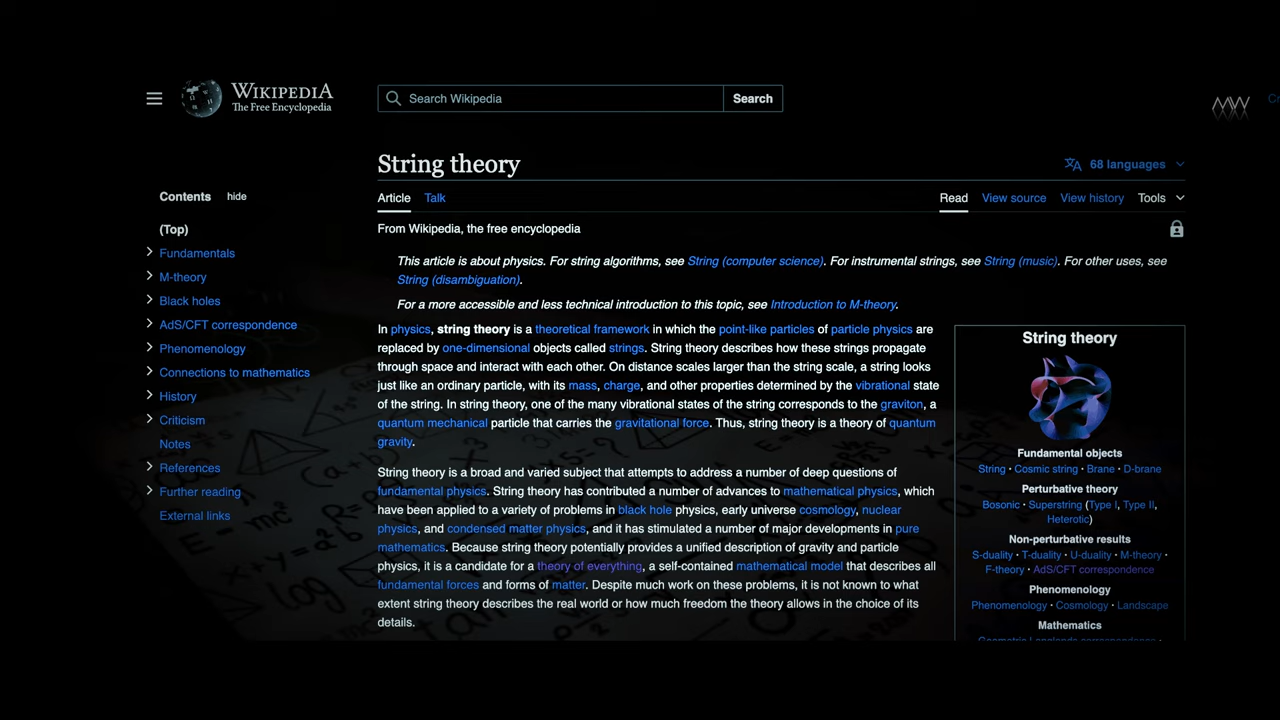 WIKIPEDIA
The Free Encyclopedia
Search Wikipedia
Search
MW
String theory
68 languages
Contents hide
Article Talk
Read View source View history Tools
(Top)
Fundamentals
M-theory
Black holes
AdS/CFT correspondence
Phenomenology
Connections to mathematics
History
Criticism
Notes
References
Further reading
External links
From Wikipedia, the free encyclopedia
This article is about physics. For string algorithms, see String (computer science). For instrumental strings, see String (music). For other uses, see
String (disambiguation).
For a more accessible and less technical introduction to this topic, see Introduction to M-theory.
In physics, string theory is a theoretical framework in which the point-like particles of particle physics are
replaced by one-dimensional objects called strings. String theory describes how these strings propagate
through space and interact with each other. On distance scales larger than the string scale, a string looks
just like an ordinary particle, with its mass, charge, and other properties determined by the vibrational state
of the string. In string theory, one of the many vibrational states of the string corresponds to the graviton, a
quantum mechanical particle that carries the gravitational force. Thus, string theory is a theory of quantum
gravity.
String theory is a broad and varied subject that attempts to address a number of deep questions of
fundamental physics. String theory has contributed a number of advances to mathematical physics, which
have been applied to a variety of problems in black hole physics, early universe cosmology, nuclear
physics, and condensed matter physics, and it has stimulated a number of major developments in pure
mathematics. Because string theory potentially provides a unified description of gravity and particle
physics, it is a candidate for a theory of everything, a self-contained mathematical model that describes all
fundamental forces and forms of matter. Despite much work on these problems, it is not known to what
extent string theory describes the real world or how much freedom the theory allows in the choice of its
details.
String theory
Fundamental objects
String · Cosmic string · Brane · D-brane
Perturbative theory
Bosonic · Superstring (Type I, Type II,
Heterotic)
Non-perturbative results
S-duality · T-duality · U-duality · M-theory ·
F-theory · AdS/CFT correspondence
Phenomenology
Phenomenology · Cosmology · Landscape
Mathematics